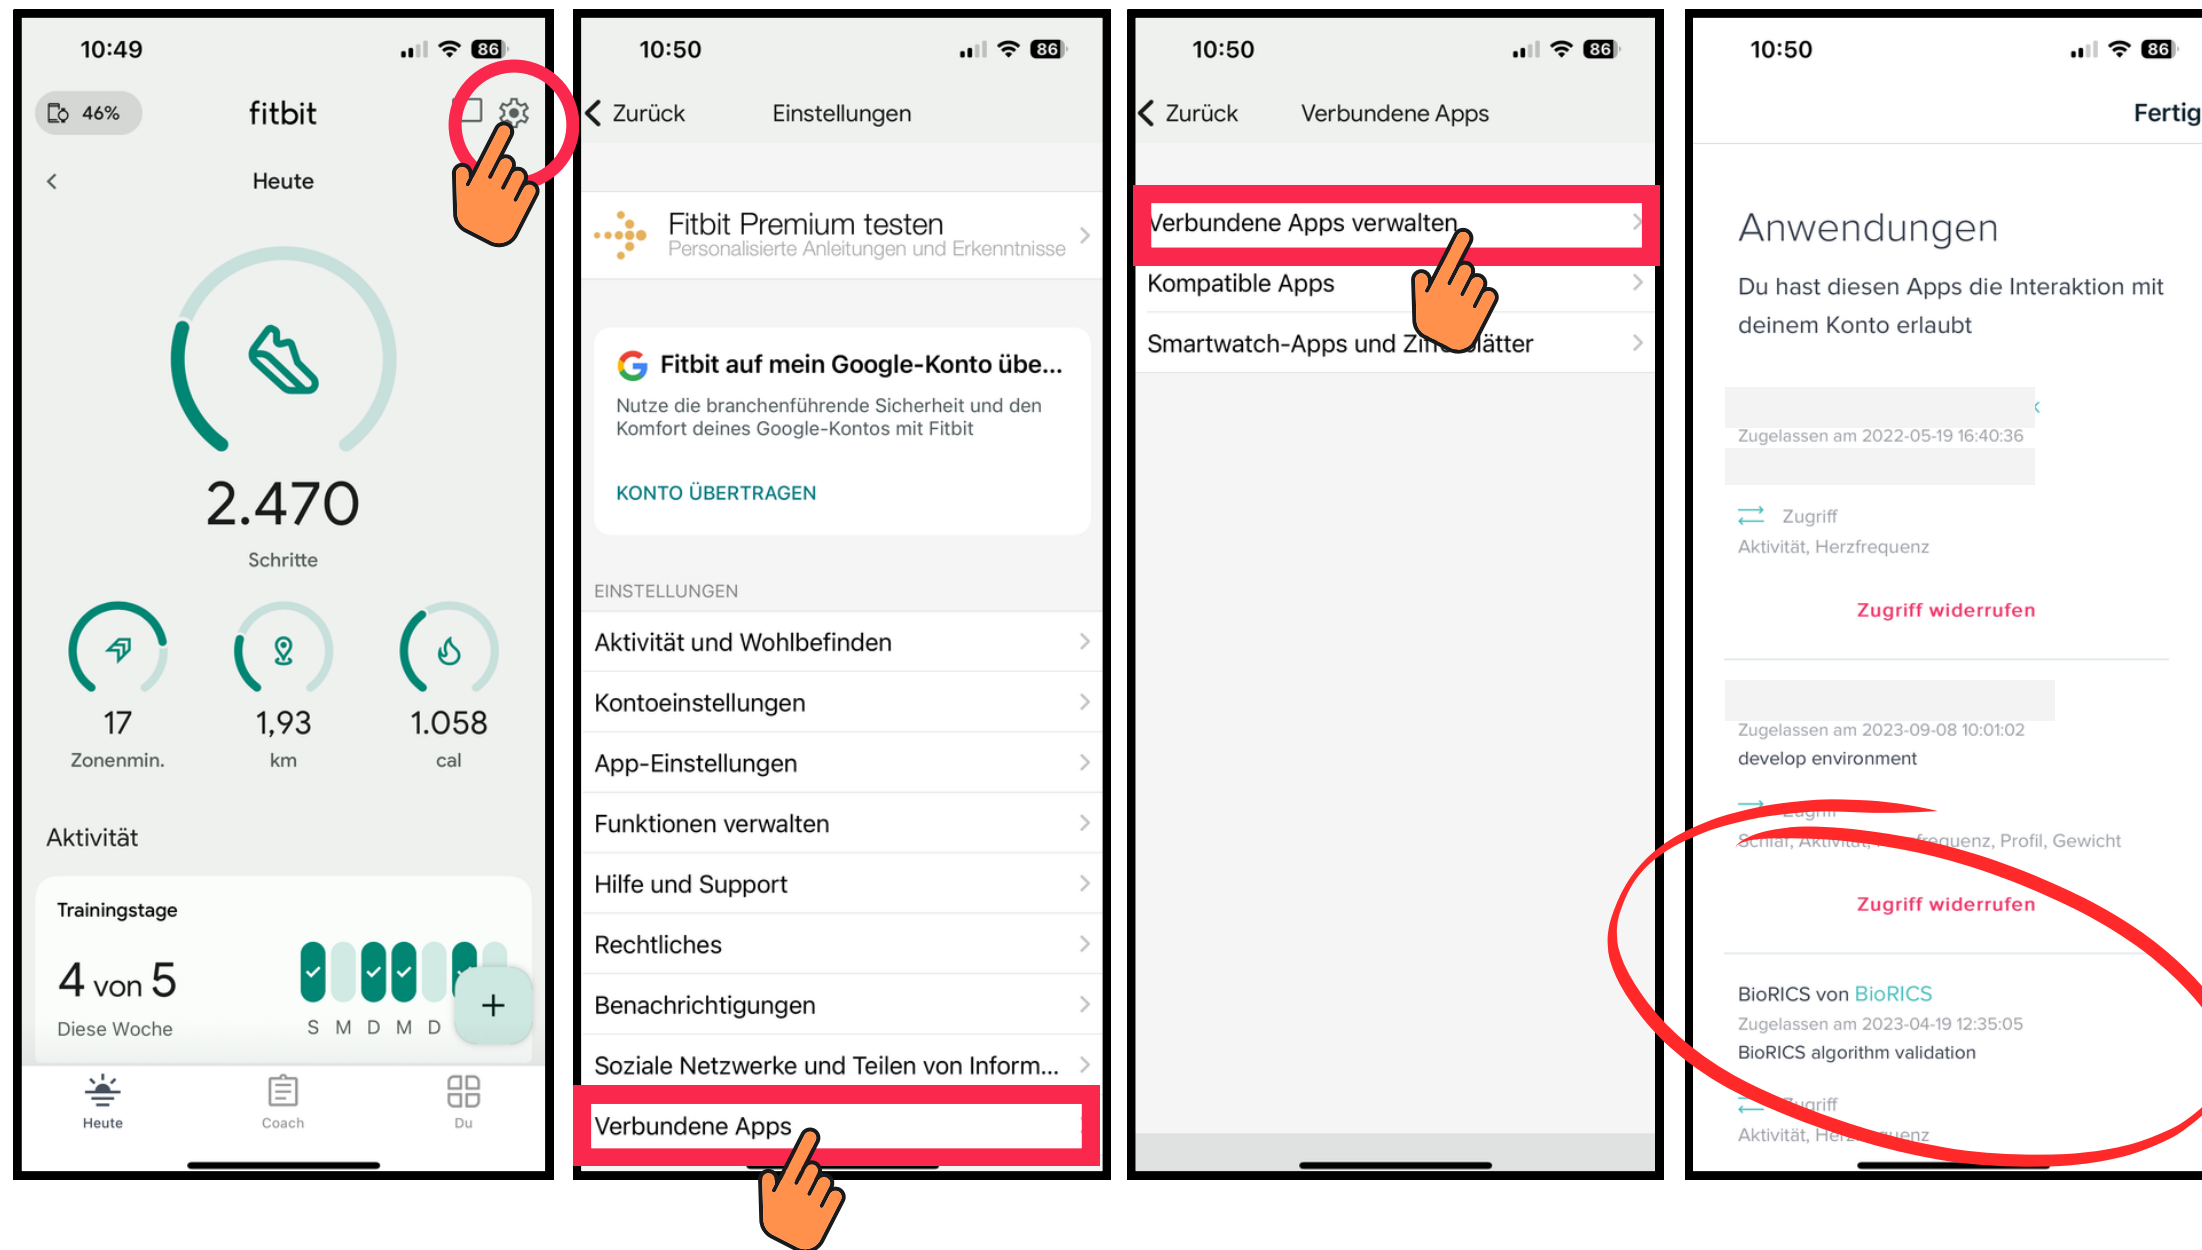 10:49
86
46%
fitbit
Heute
2.470
Schritte
17
1,93
1.058
Zonenmin.
km
cal
Aktivität
Trainingstage
4 von 5
Diese Woche
S M D M D
Heute
Coach
Du
10:50
86
Zurück
Einstellungen
Fitbit Premium testen
Personalisierte Anleitungen und Erkenntnisse
Fitbit auf mein Google-Konto übe...
Nutze die branchenführende Sicherheit und den
Komfort deines Google-Kontos mit Fitbit
KONTO ÜBERTRAGEN
EINSTELLUNGEN
Aktivität und Wohlbefinden
Kontoeinstellungen
App-Einstellungen
Funktionen verwalten
Hilfe und Support
Rechtliches
Benachrichtigungen
Soziale Netzwerke und Teilen von Inform...
Verbundene Apps
10:50
86
Zurück
Verbundene Apps
Verbundene Apps verwalten
Kompatible Apps
Smartwatch-Apps und Zifferblätter
10:50
86
Fertig
Anwendungen
Du hast diesen Apps die Interaktion mit
deinem Konto erlaubt
Zugelassen am 2022-05-19 16:40:36
Zugriff
Aktivität, Herzfrequenz
Zugriff widerrufen
Zugelassen am 2023-09-08 10:01:02
develop environment
Zugriff
Schlaf, Aktivität, Herzfrequenz, Profil, Gewicht
Zugriff widerrufen
BioRICS von BioRICS
Zugelassen am 2023-04-19 12:35:05
BioRICS algorithm validation
Zugriff
Aktivität, Herzfrequenz